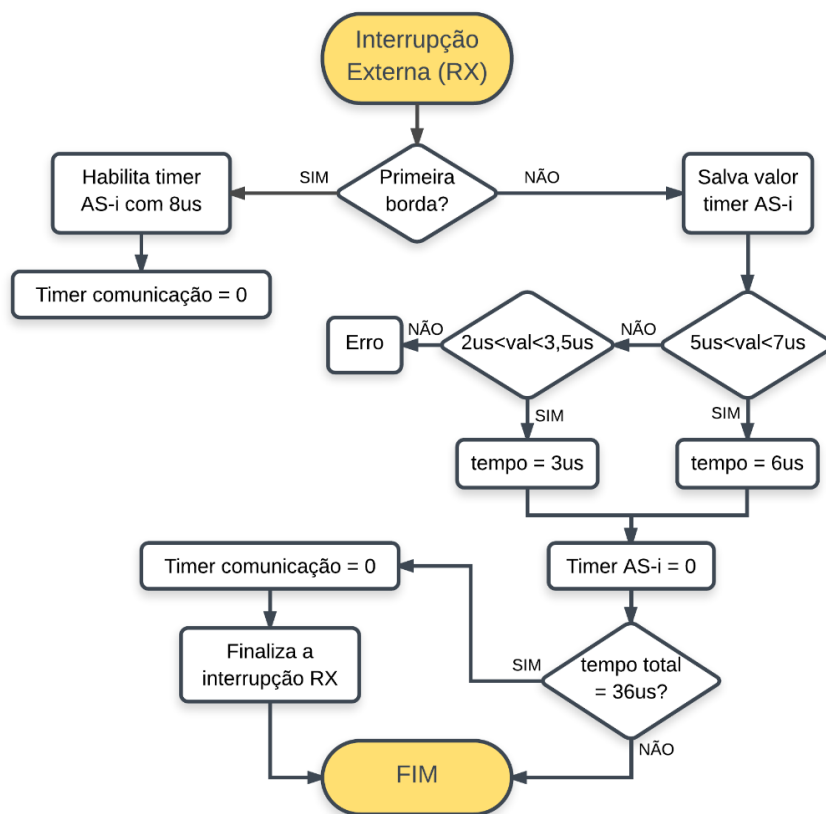 Interrupção
Externa (RX)
Primeira
borda?
SIM
NÃO
Habilita timer
AS-i com 8us
Timer comunicação = 0
Salva valor
timer AS-i
5us<val<7us
NÃO
2us<val<3,5us
NÃO
Erro
SIM
SIM
tempo = 3us
tempo = 6us
Timer AS-i = 0
tempo total
= 36us?
SIM
Timer comunicação = 0
Finaliza a
interrupção RX
NÃO
FIM